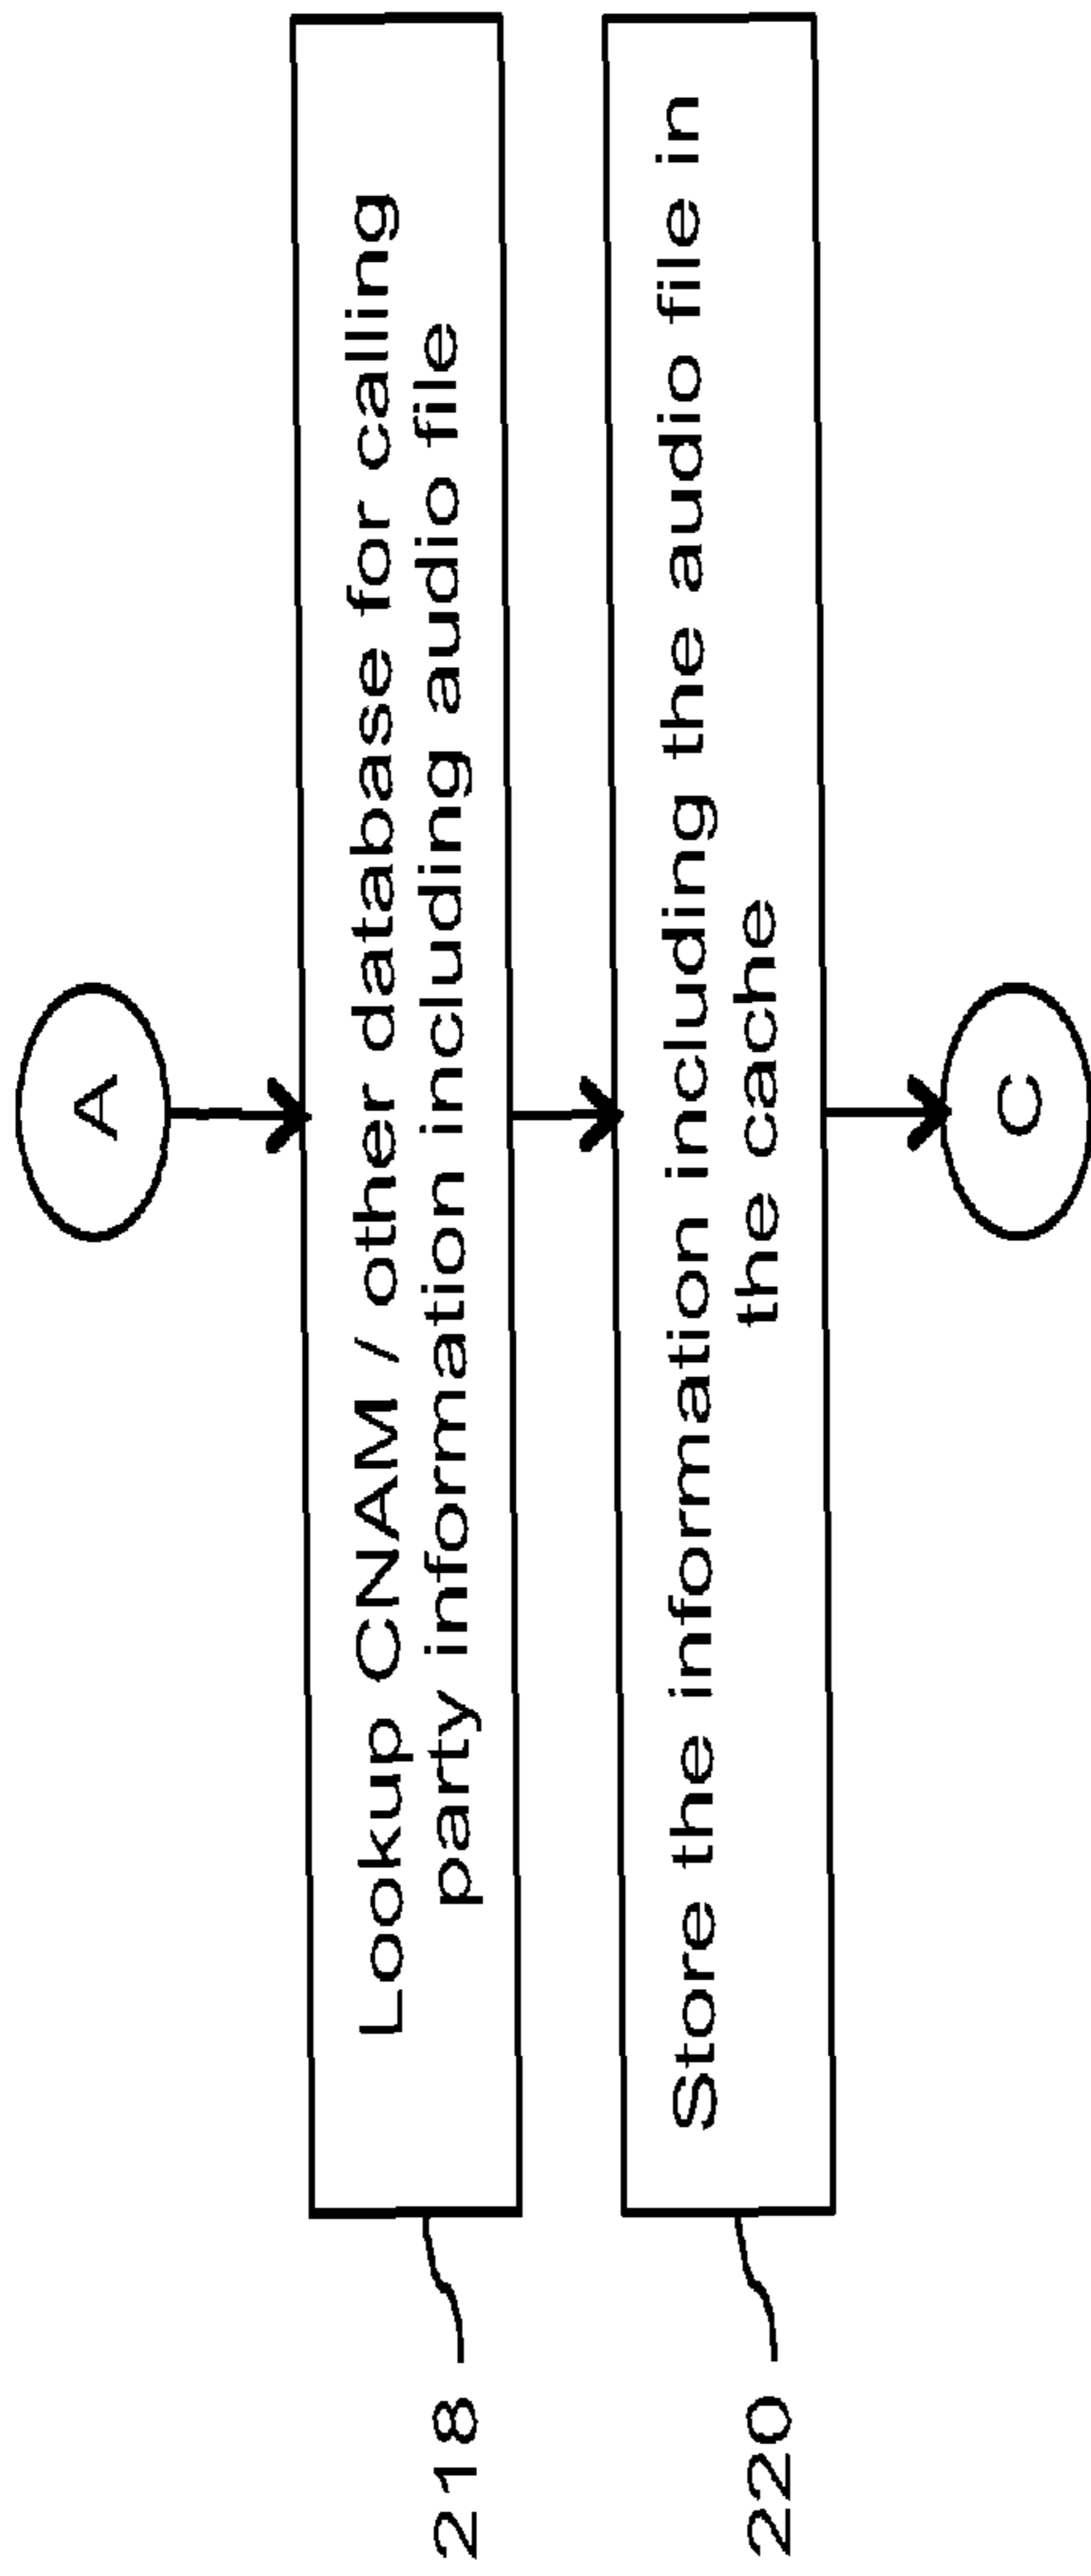 A
Lookup CNAM / other database for calling
party information including audio file
218
Store the information including the audio file in
the cache
220
C